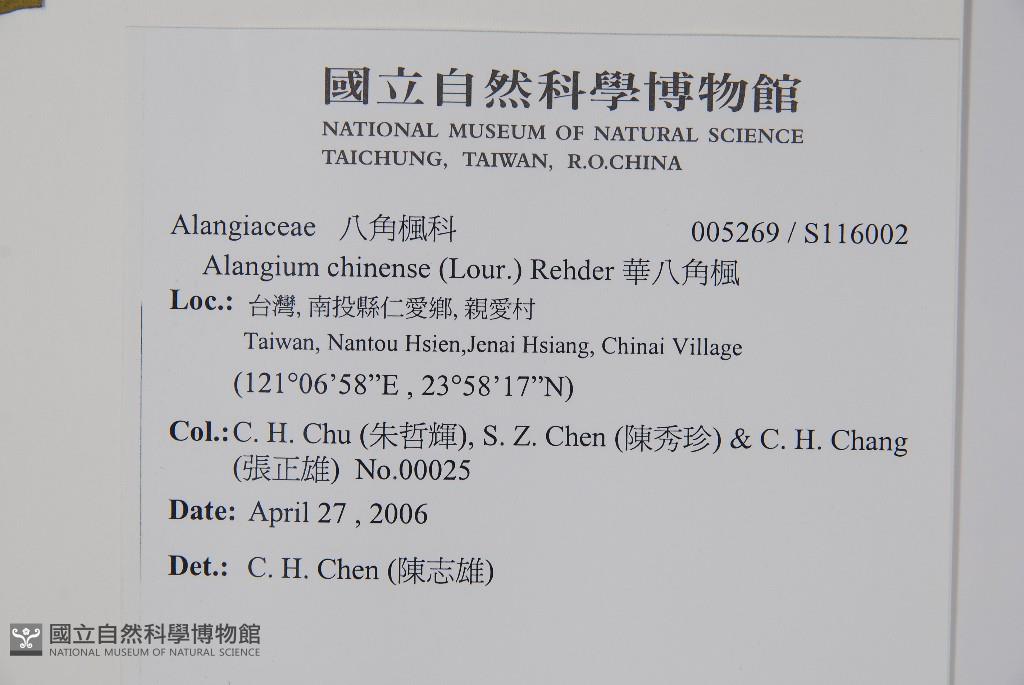 國立自然科學博物館
NATIONAL MUSEUM OF NATURAL SCIENCE
TAICHUNG, TAIWAN, R.O.CHINA
Alangiaceae 八角楓科 005269 / S116002
Alangium chinense (Lour.) Rehder 華八角楓
Loc.: 台灣, 南投縣仁愛鄉, 親愛村
Taiwan, Nantou Hsien,Jenai Hsiang, Chinai Village
(121°06’58”E , 23°58’17”N)
Col.: C. H. Chu (朱哲輝), S. Z. Chen (陳秀珍) & C. H. Chang
(張正雄) No.00025
Date: April 27 , 2006
Det.: C. H. Chen (陳志雄)
國立自然科學博物館
NATIONAL MUSEUM OF NATURAL SCIENCE